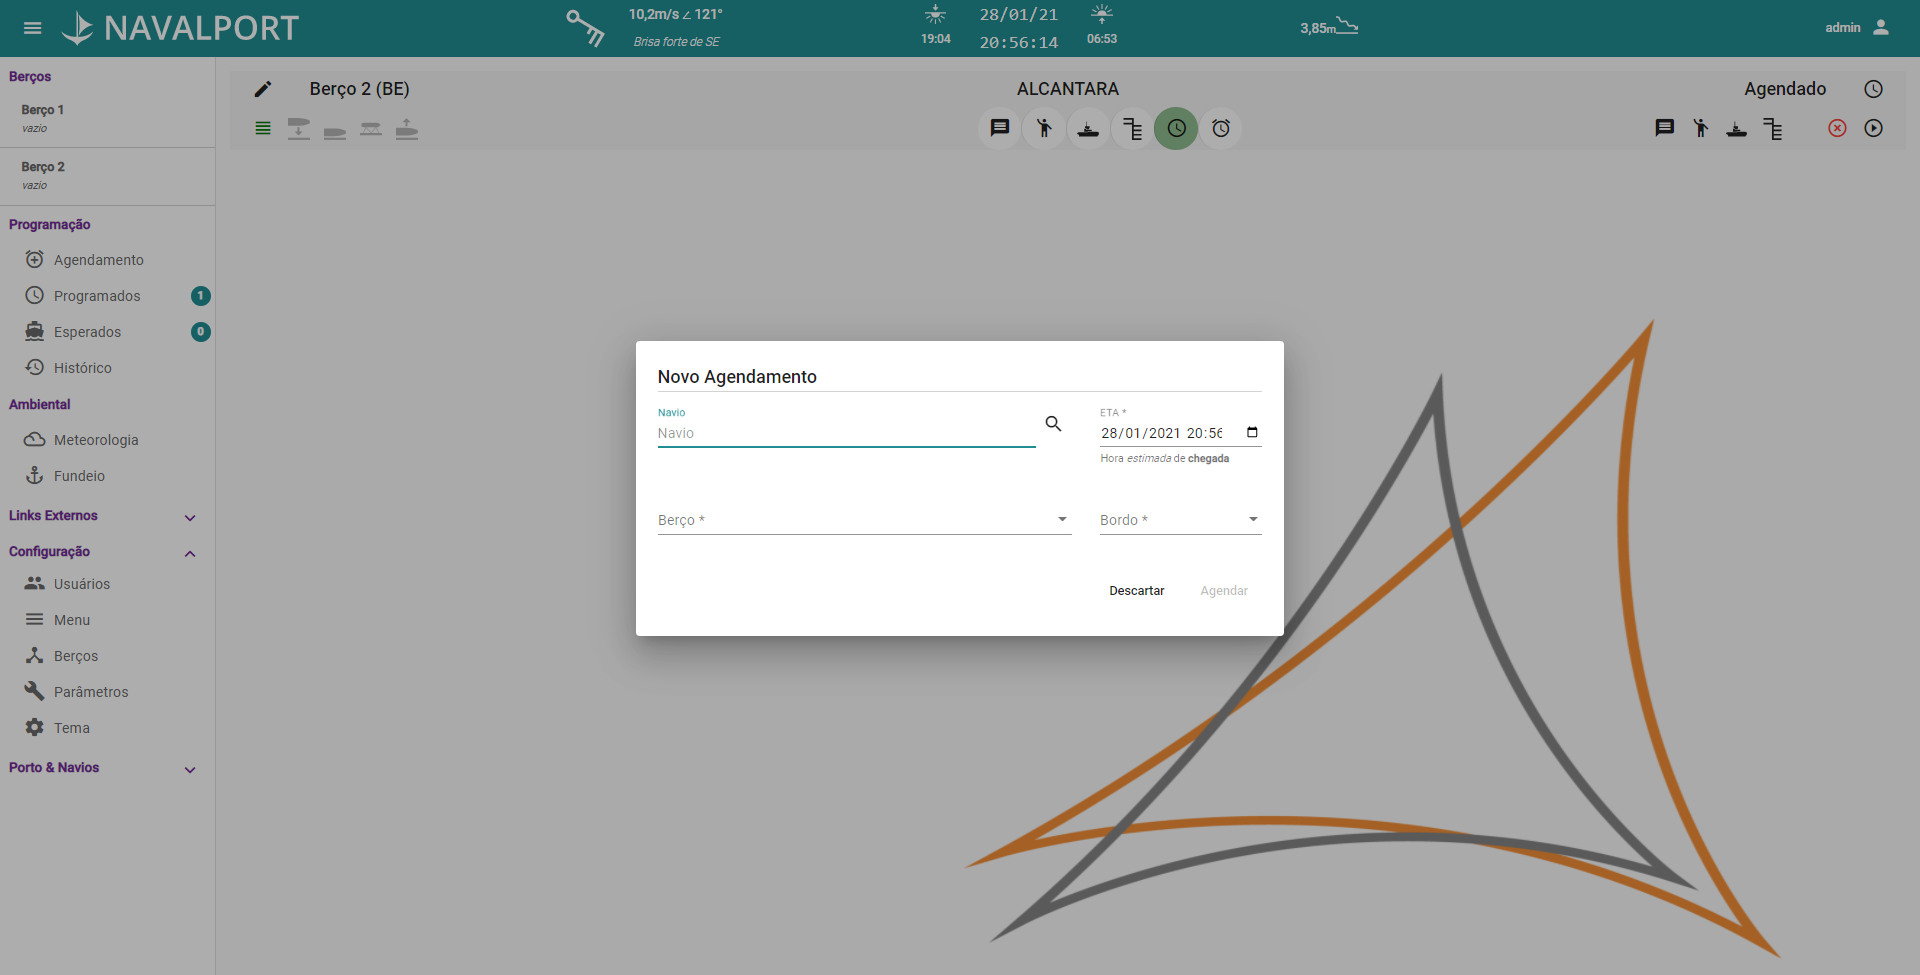 NAVALPORT
10,2m/s ∠ 121°
Brisa forte de SE
19:04
28/01/21
20:56:14
06:53
3,85m
admin
Berços
Berço 1
vazio
Berço 2
vazio
Programação
Agendamento
Programados 1
Esperados 0
Histórico
Ambiental
Meteorologia
Fundeio
Links Externos
Configuração
Usuários
Menu
Berços
Parâmetros
Tema
Porto & Navios
Berço 2 (BE)
ALCANTARA
Agendado
Novo Agendamento
Navio
Navio
ETA *
28/01/2021 20:56
Hora estimada de chegada
Berço *
Bordo *
Descartar
Agendar